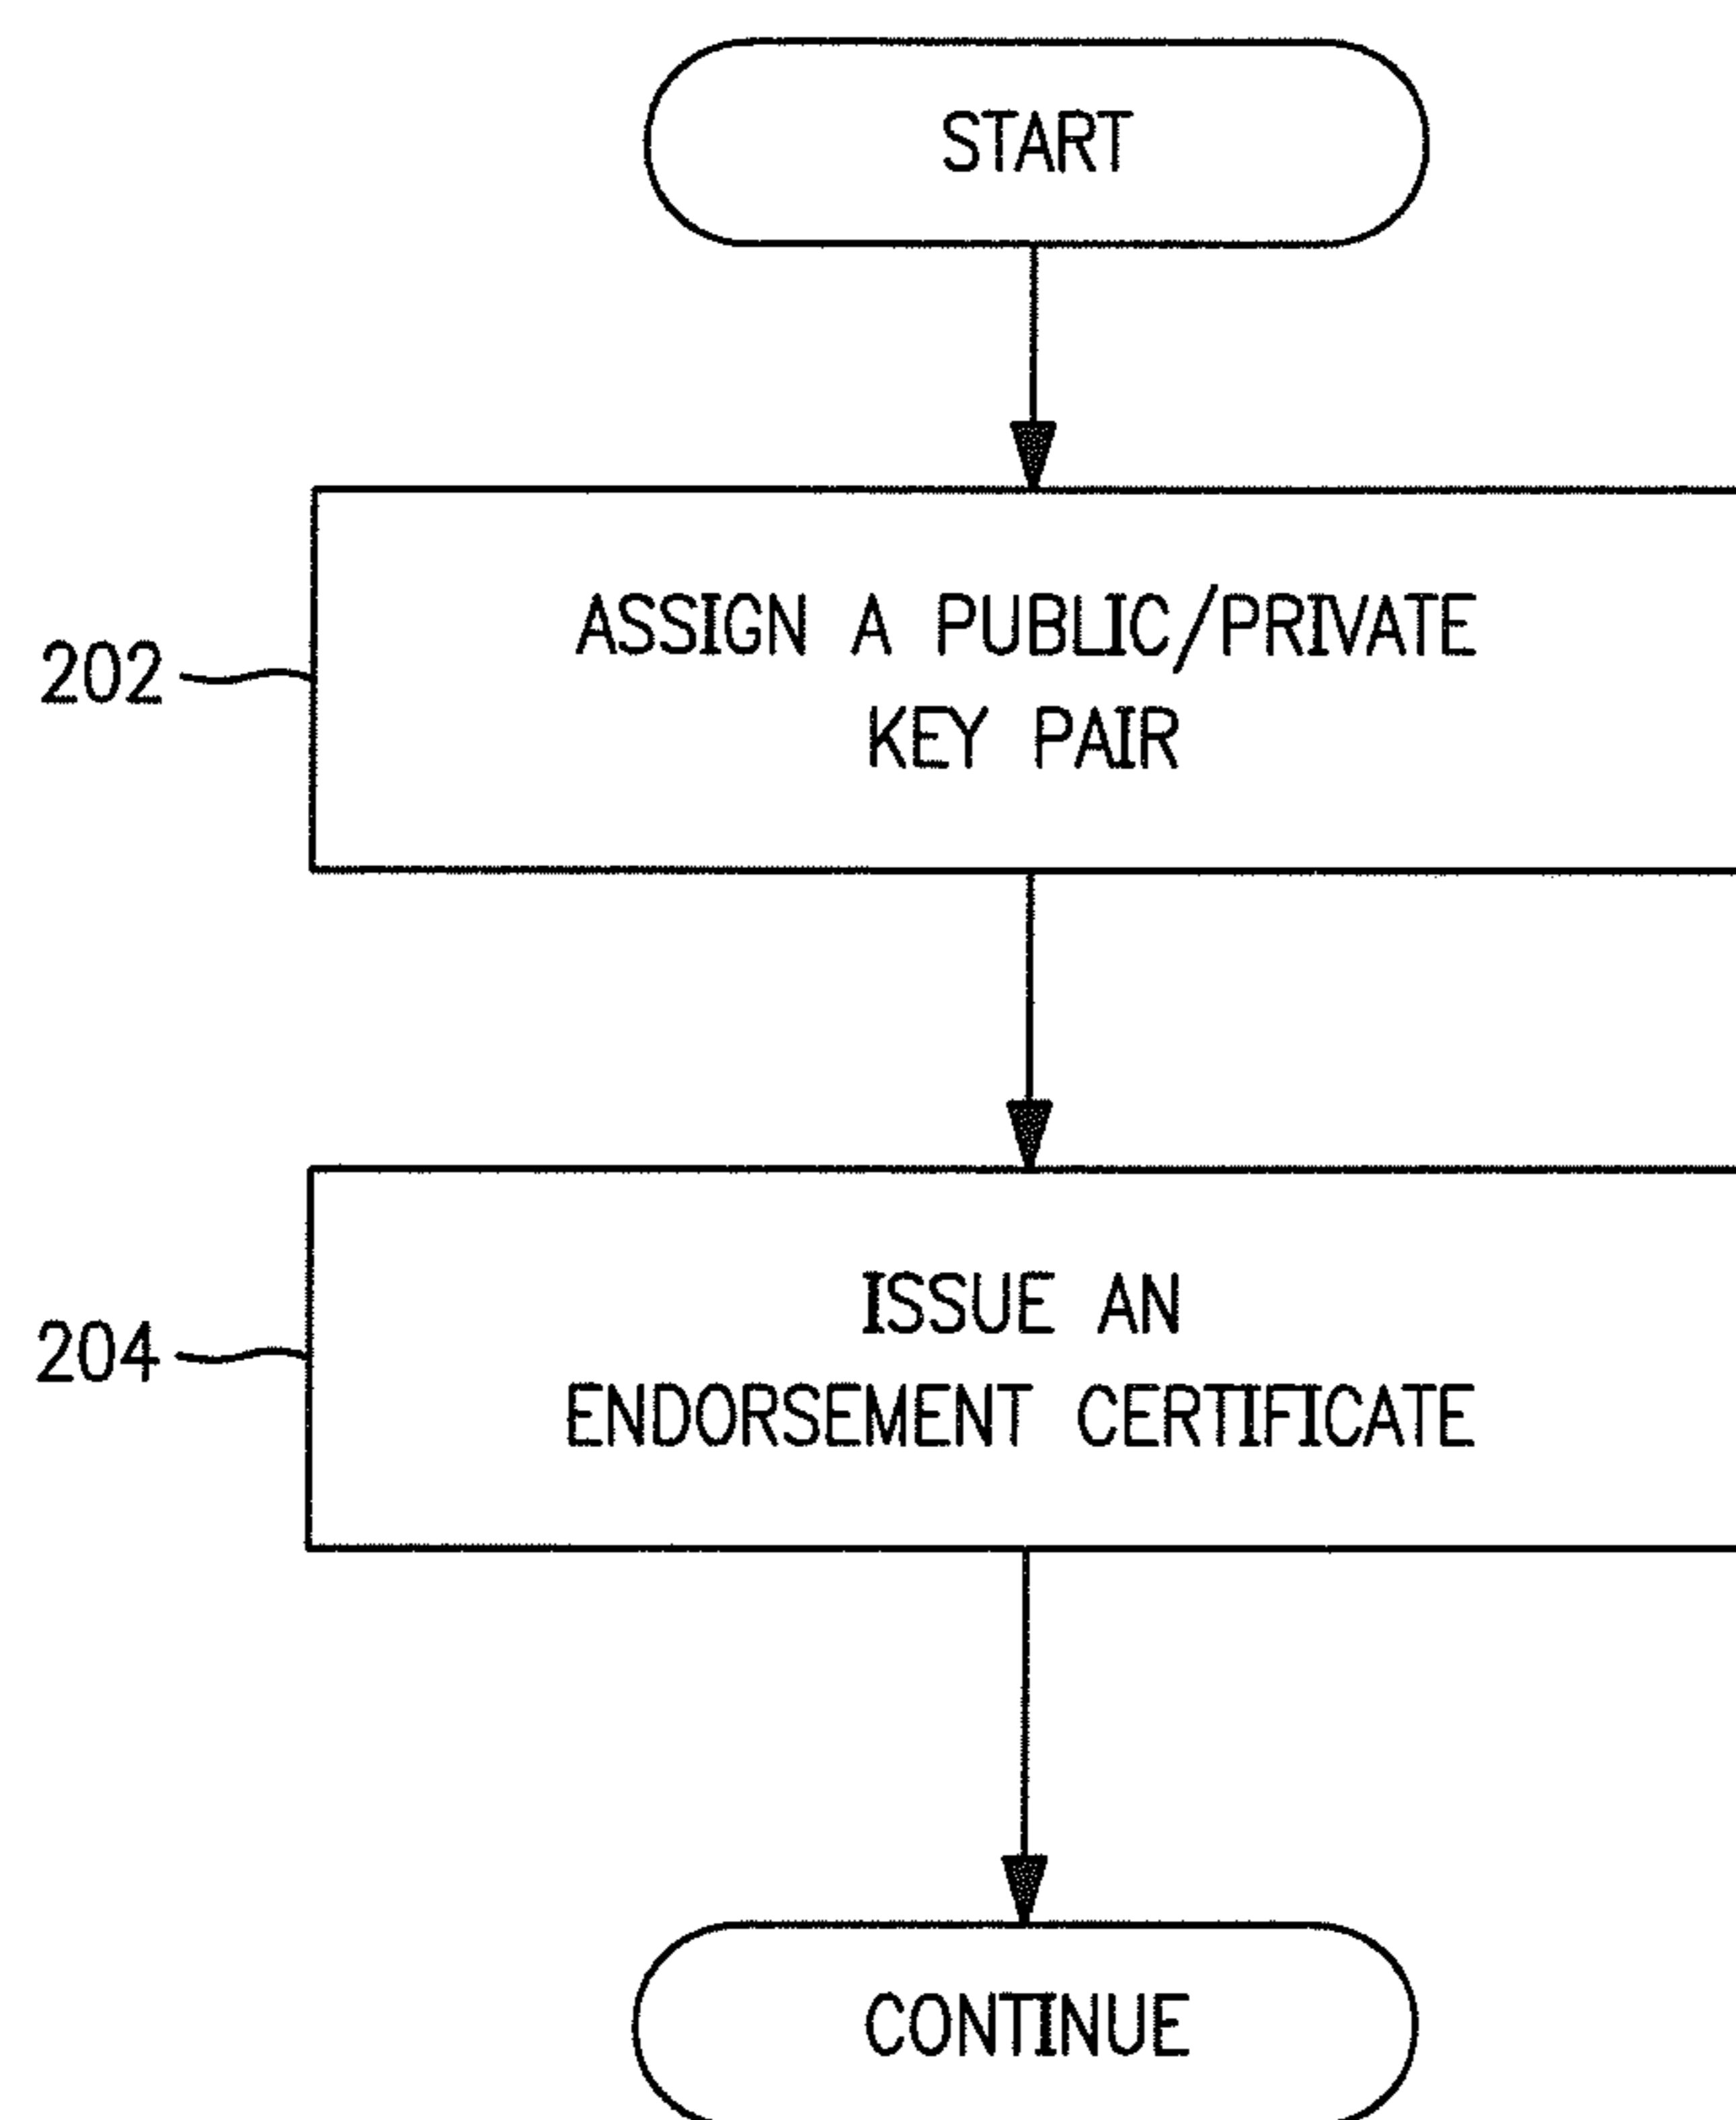 START
202
ASSIGN A PUBLIC/PRIVATE
KEY PAIR
204
ISSUE AN
ENDORSEMENT CERTIFICATE
CONTINUE